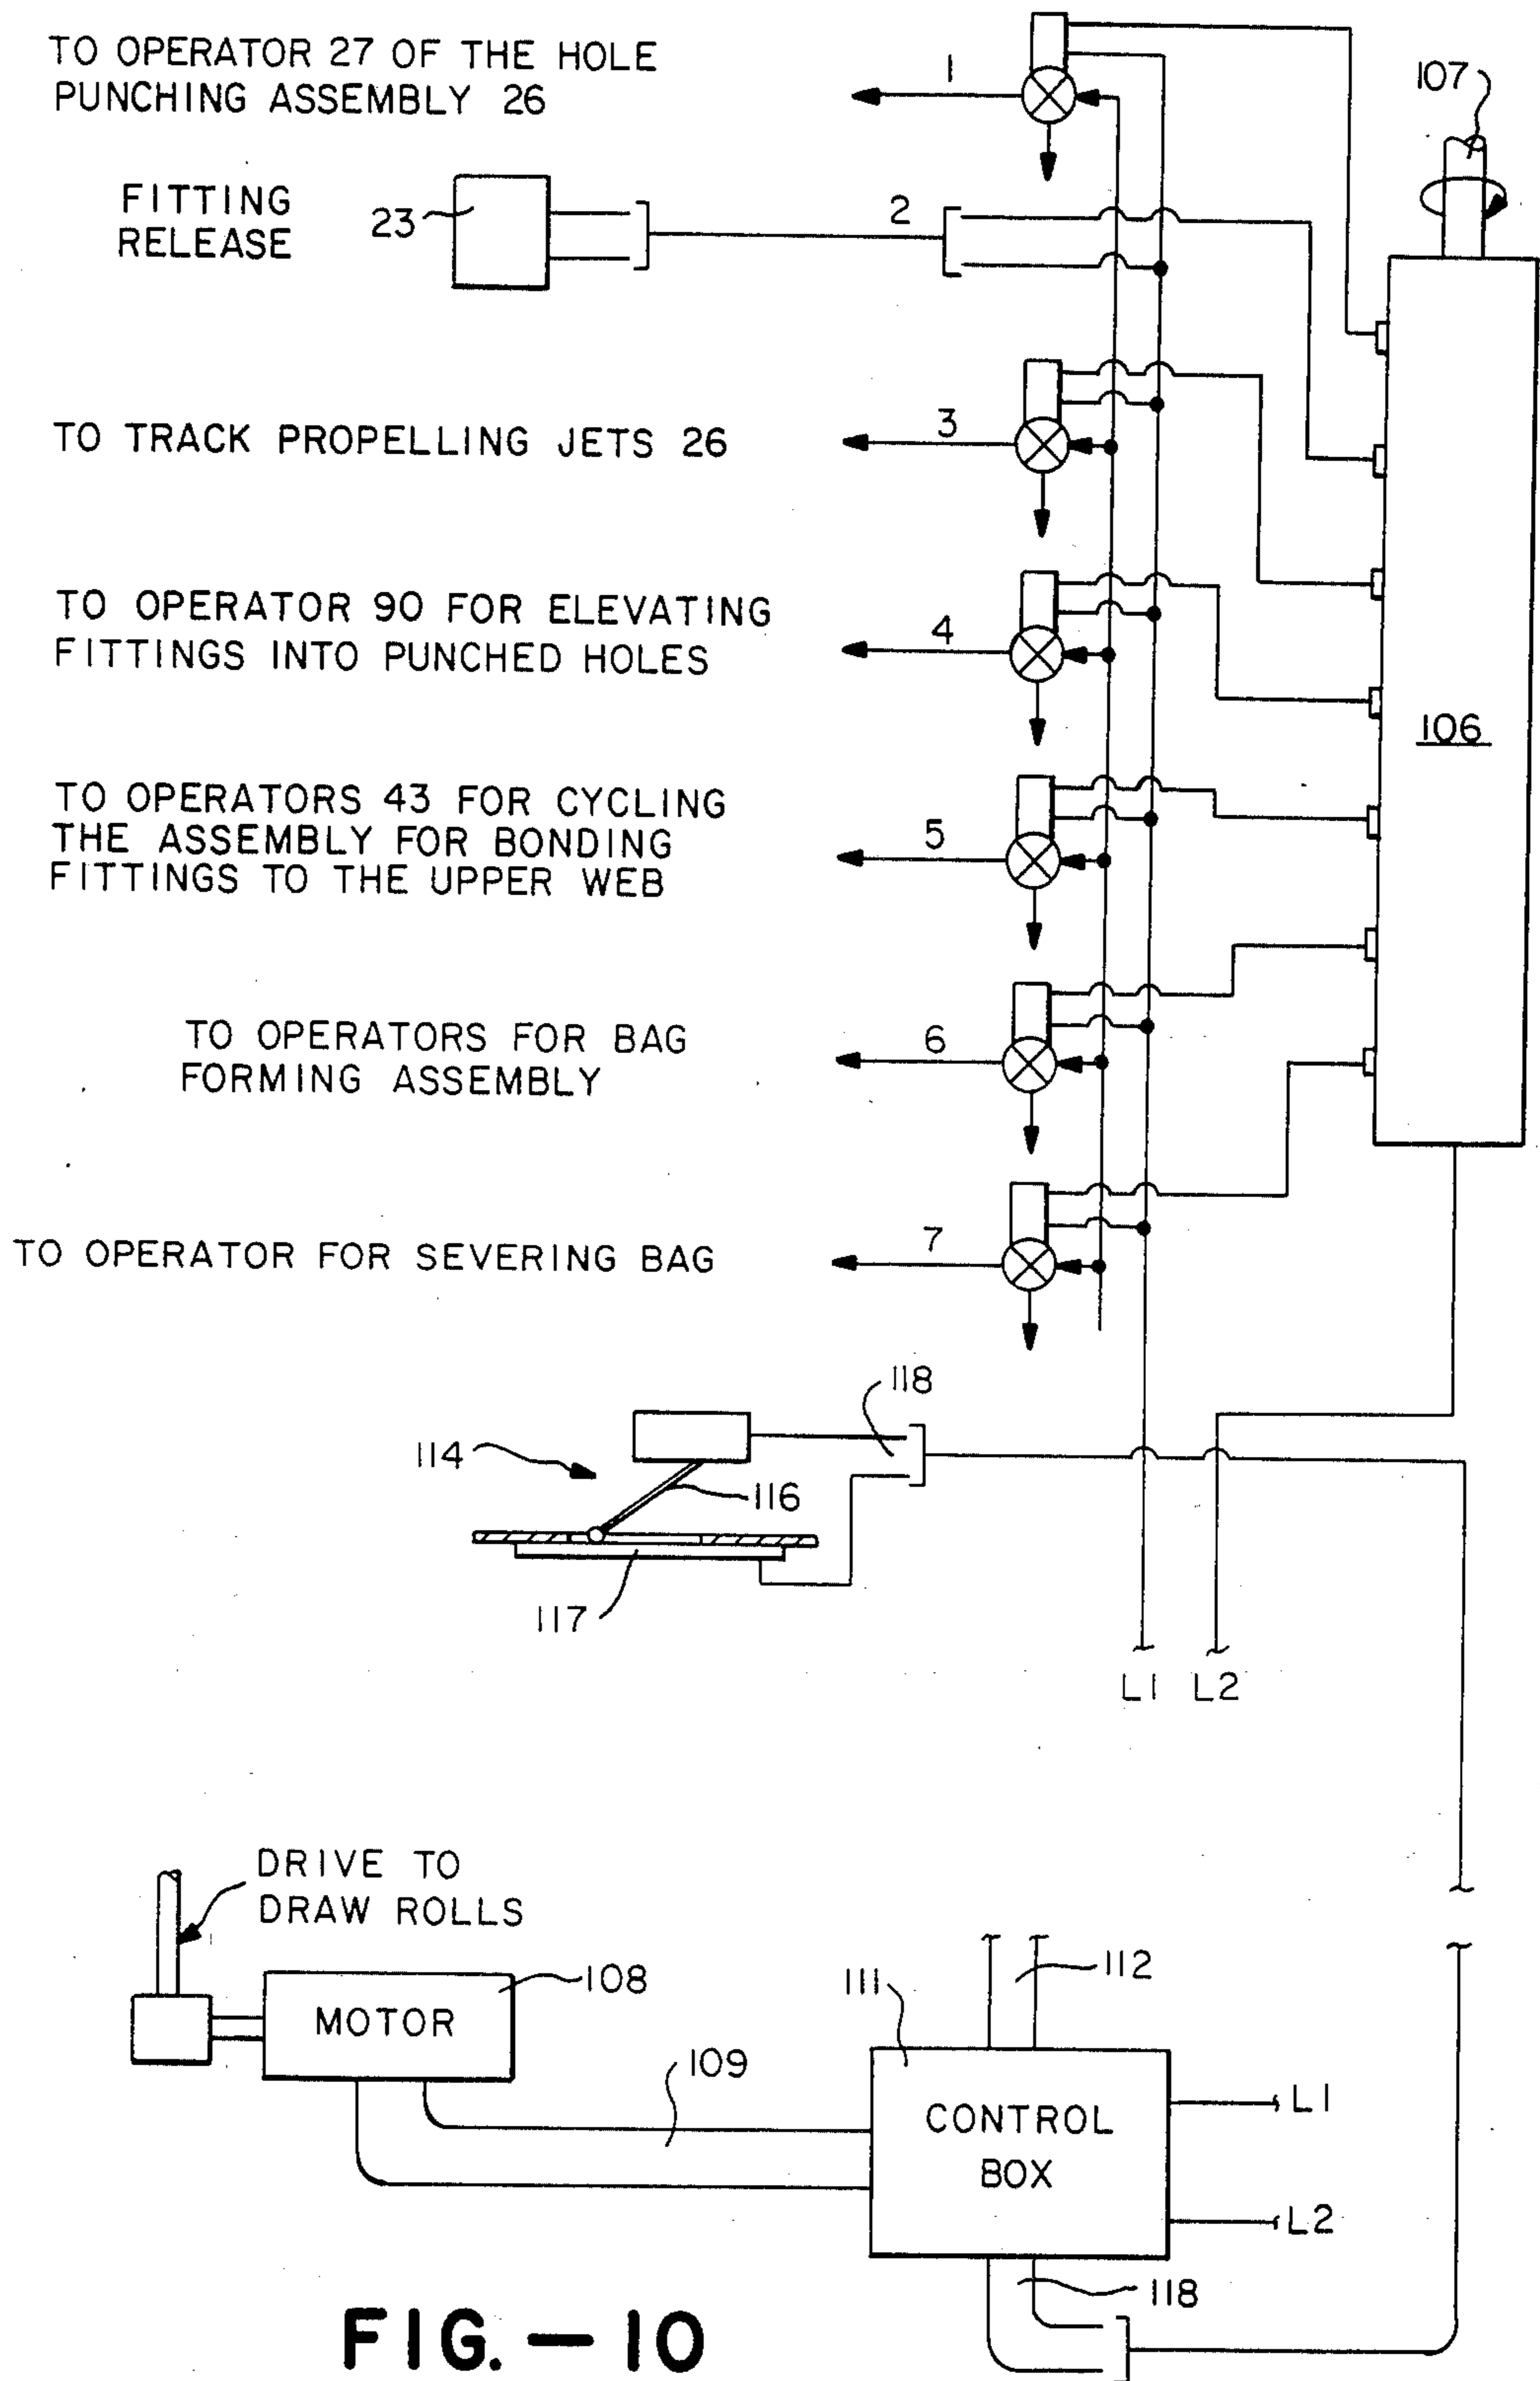 TO OPERATOR 27 OF THE HOLE
PUNCHING ASSEMBLY 26
1
107
FITTING
RELEASE
23
2
TO TRACK PROPELLING JETS 26
3
TO OPERATOR 90 FOR ELEVATING
FITTINGS INTO PUNCHED HOLES
4
106
TO OPERATORS 43 FOR CYCLING
THE ASSEMBLY FOR BONDING
FITTINGS TO THE UPPER WEB
5
TO OPERATORS FOR BAG
FORMING ASSEMBLY
6
TO OPERATOR FOR SEVERING BAG
7
118
114
116
117
L1 L2
DRIVE TO
DRAW ROLLS
108
MOTOR
111
112
109
CONTROL
BOX
L1
L2
118
FIG.-10